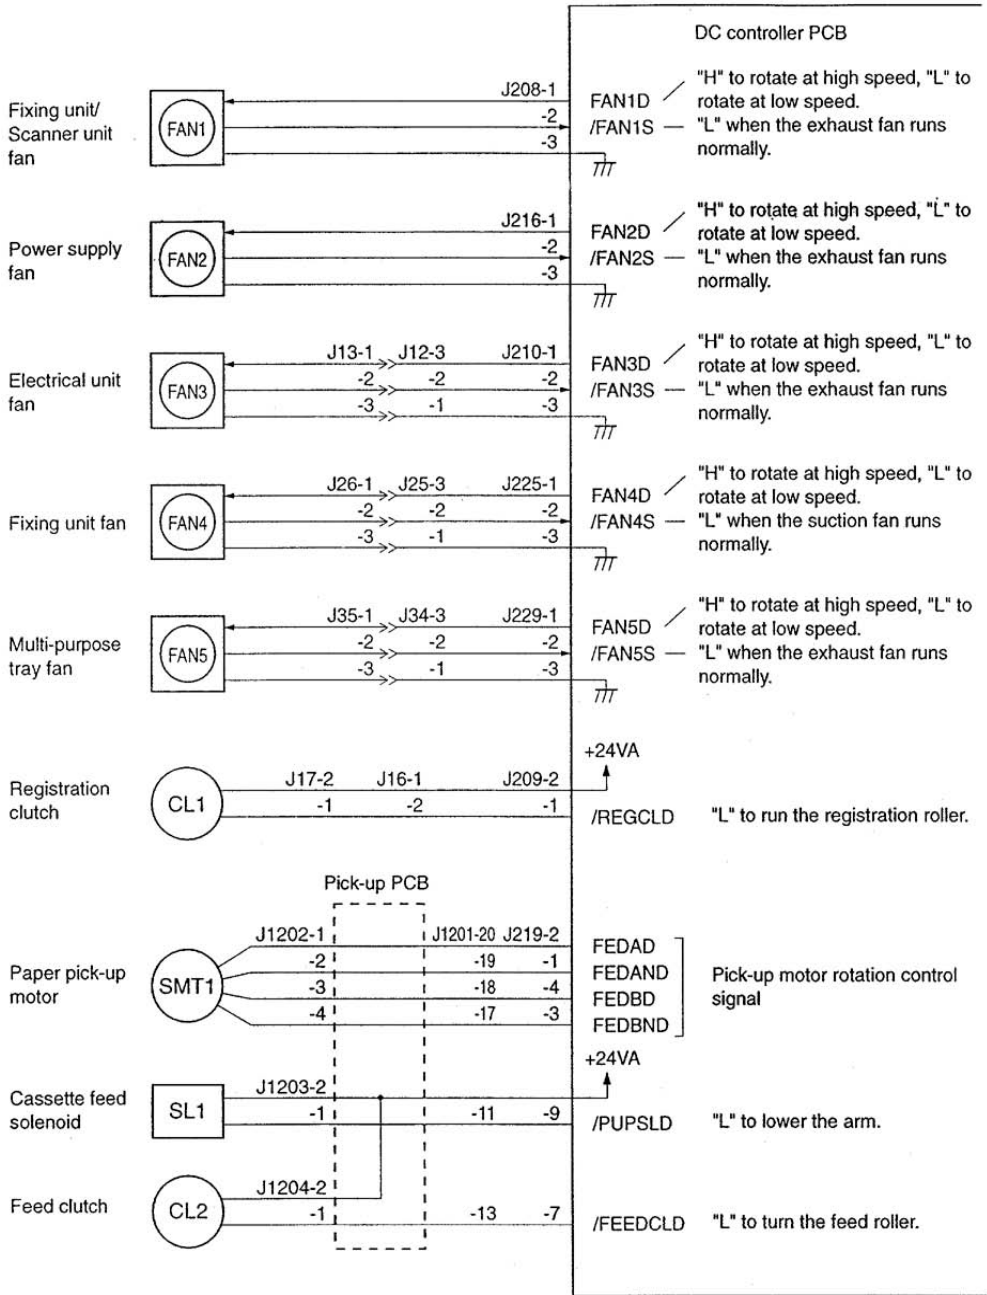 DC controller PCB
Fixing unit/
Scanner unit
fan
FAN1
J208-1
-2
-3
FAN1D
/FAN1S
"H" to rotate at high speed, "L" to
rotate at low speed.
"L" when the exhaust fan runs
normally.
Power supply
fan
FAN2
J216-1
-2
-3
FAN2D
/FAN2S
"H" to rotate at high speed, "L" to
rotate at low speed.
"L" when the exhaust fan runs
normally.
Electrical unit
fan
FAN3
J13-1 J12-3 J210-1
-2 -2 -2
-3 -1 -3
FAN3D
/FAN3S
"H" to rotate at high speed, "L" to
rotate at low speed.
"L" when the exhaust fan runs
normally.
Fixing unit fan
FAN4
J26-1 J25-3 J225-1
-2 -2 -2
-3 -1 -3
FAN4D
/FAN4S
"H" to rotate at high speed, "L" to
rotate at low speed.
"L" when the suction fan runs
normally.
Multi-purpose
tray fan
FAN5
J35-1 J34-3 J229-1
-2 -2 -2
-3 -1 -3
FAN5D
/FAN5S
"H" to rotate at high speed, "L" to
rotate at low speed.
"L" when the exhaust fan runs
normally.
Registration
clutch
CL1
J17-2 J16-1 J209-2
-1 -2 -1
+24VA
/REGCLD "L" to run the registration roller.
Pick-up PCB
Paper pick-up
motor
SMT1
J1202-1 J1201-20 J219-2
-2 -19 -1
-3 -18 -4
-4 -17 -3
FEDAD
FEDAND
FEDBD
FEDBND
Pick-up motor rotation control
signal
+24VA
Cassette feed
solenoid
SL1
J1203-2
-1 -11 -9
/PUPSLD "L" to lower the arm.
Feed clutch
CL2
J1204-2
-1 -13 -7
/FEEDCLD "L" to turn the feed roller.